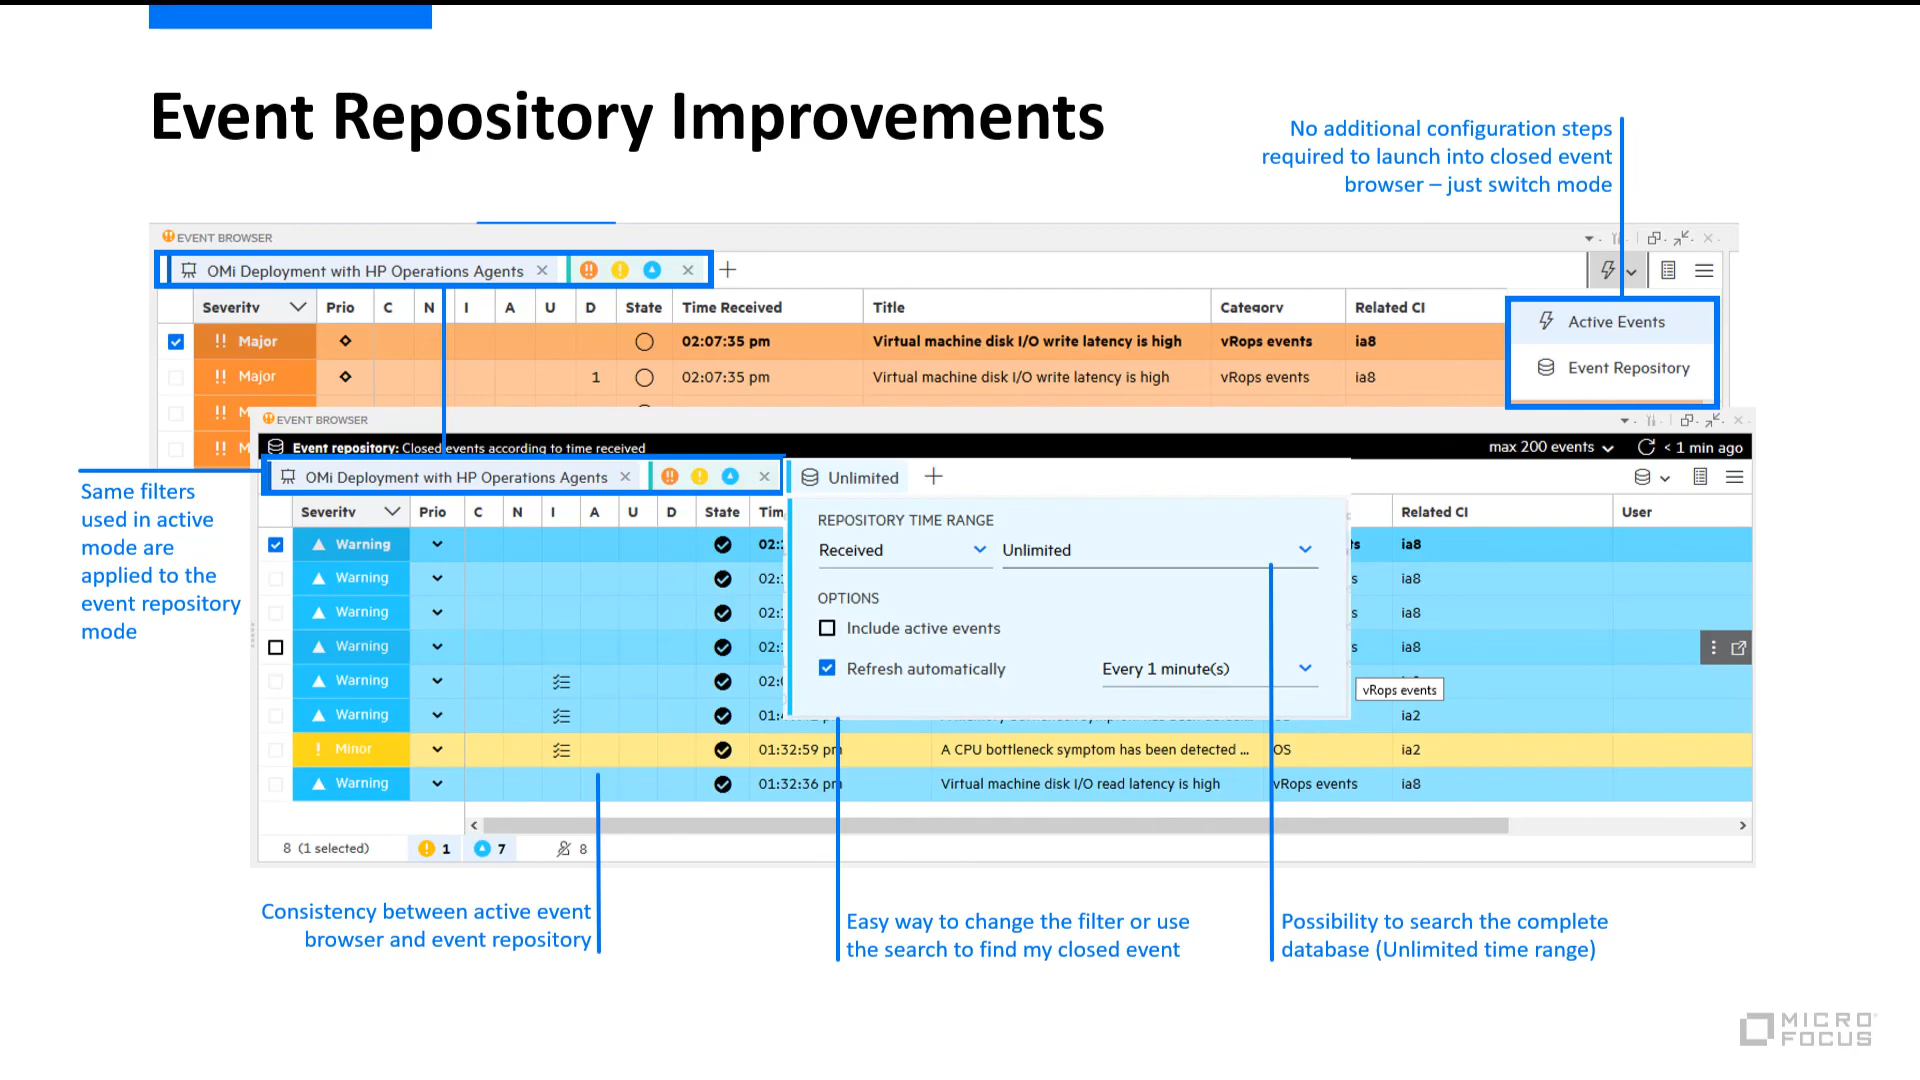 Event Repository Improvements
No additional configuration steps
required to launch into closed event
browser – just switch mode
EVENT BROWSER
OMi Deployment with HP Operations Agents
Severity Prio C N I A U D State Time Received Title Category Related CI
Major 02:07:35 pm Virtual machine disk I/O write latency is high vRops events ia8
Major 1 02:07:35 pm Virtual machine disk I/O write latency is high vRops events ia8
Active Events
Event Repository
EVENT BROWSER
Event repository: Closed events according to time received max 200 events < 1 min ago
OMi Deployment with HP Operations Agents Unlimited
Severity Prio C N I A U D State Related CI User
Warning ia8
Warning ia8
Warning ia8
Warning ia8
Warning
Warning ia2
Minor 01:32:59 pm A CPU bottleneck symptom has been detected ... OS ia2
Warning 01:32:36 pm Virtual machine disk I/O read latency is high vRops events ia8
REPOSITORY TIME RANGE
Received Unlimited
OPTIONS
Include active events
Refresh automatically Every 1 minute(s)
vRops events
8 (1 selected) 1 7 8
Same filters
used in active
mode are
applied to the
event repository
mode
Consistency between active event
browser and event repository
Easy way to change the filter or use
the search to find my closed event
Possibility to search the complete
database (Unlimited time range)
MICRO
FOCUS